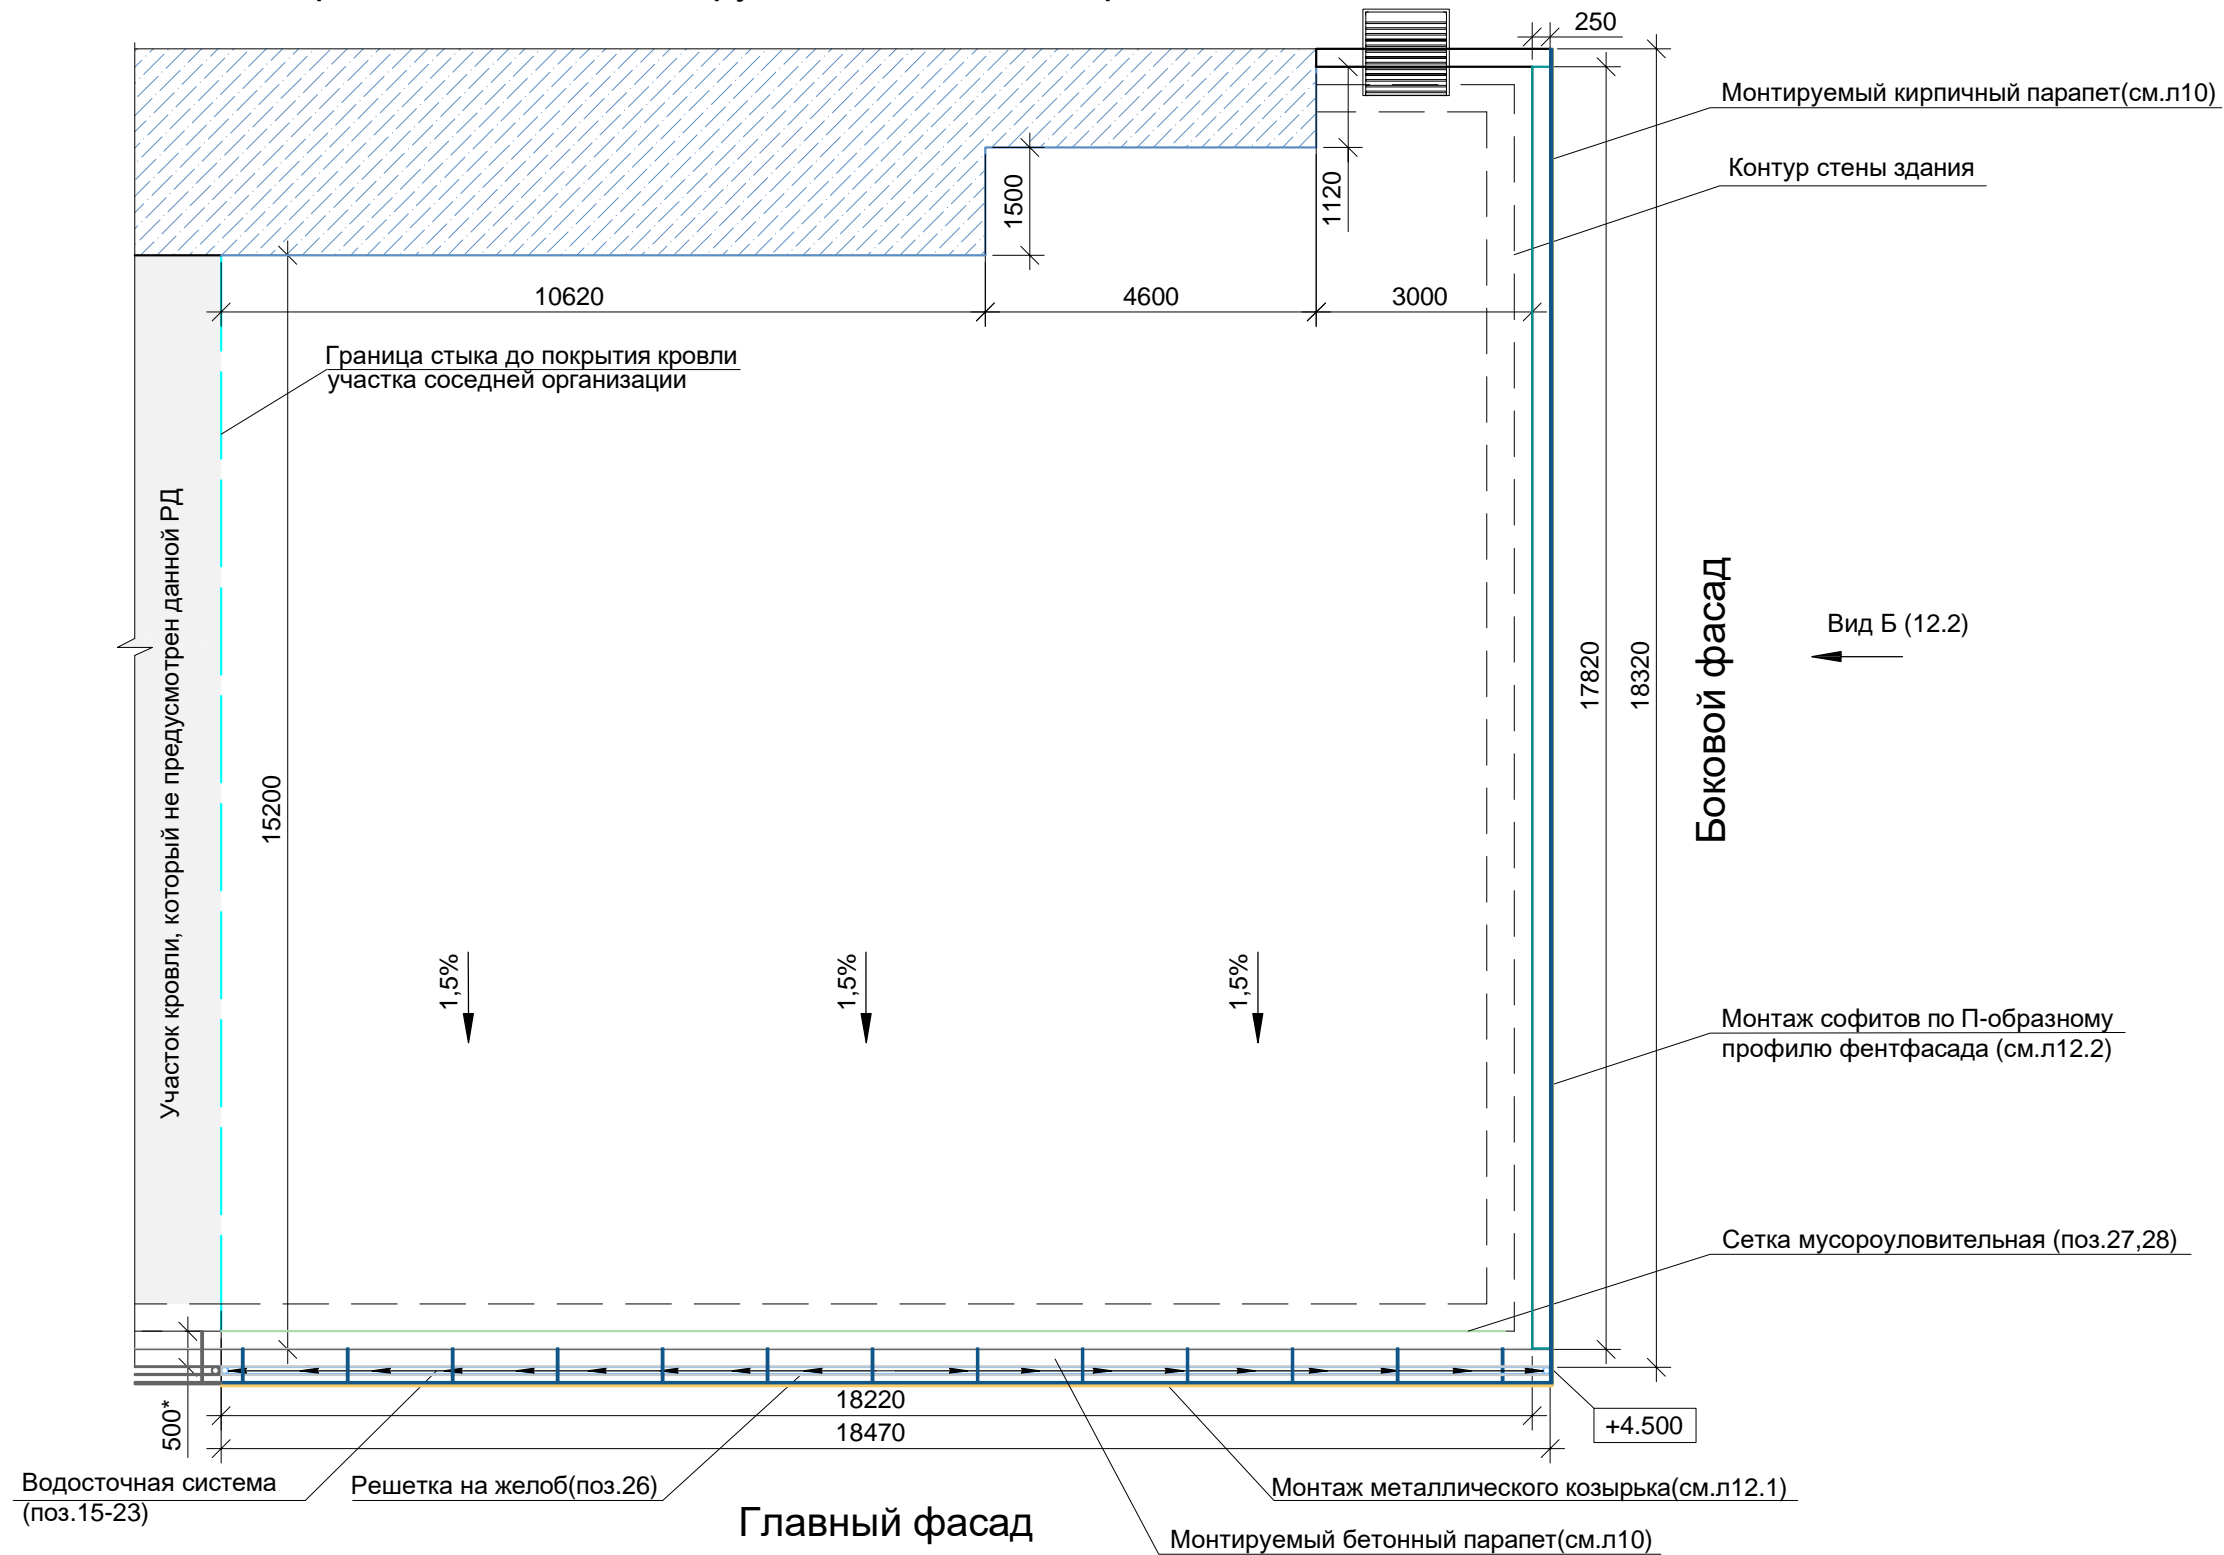 250
Монтируемый кирпичный парапет(см.л10)
Контур стены здания
1500
1120
10620
4600
3000
Граница стыка до покрытия кровли
участка соседней организации
Участок кровли, который не предусмотрен данной РД
15200
17820
18320
Боковой фасад
Вид Б (12.2)
1,5%
1,5%
1,5%
Монтаж софитов по П-образному
профилю фентфасада (см.л12.2)
Сетка мусороуловительная (поз.27,28)
500*
18220
18470
+4.500
Водосточная система
(поз.15-23)
Решетка на желоб(поз.26)
Главный фасад
Монтаж металлического козырька(см.л12.1)
Монтируемый бетонный парапет(см.л10)